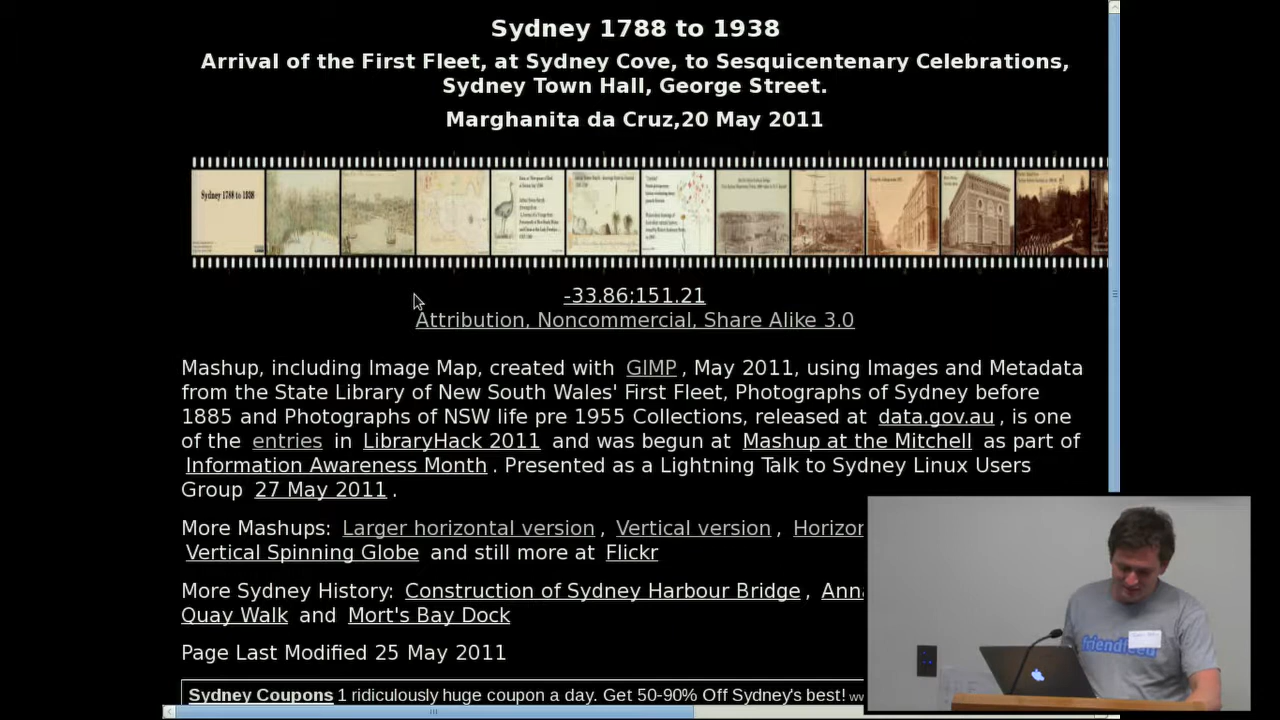 Sydney 1788 to 1938
Arrival of the First Fleet, at Sydney Cove, to Sesquicentenary Celebrations,
Sydney Town Hall, George Street.
Marghanita da Cruz,20 May 2011
Sydney 1788 to 1938
-33.86;151.21
Attribution, Noncommercial, Share Alike 3.0
Mashup, including Image Map, created with GIMP , May 2011, using Images and Metadata
from the State Library of New South Wales' First Fleet, Photographs of Sydney before
1885 and Photographs of NSW life pre 1955 Collections, released at data.gov.au , is one
of the entries in LibraryHack 2011 and was begun at Mashup at the Mitchell as part of
Information Awareness Month . Presented as a Lightning Talk to Sydney Linux Users
Group 27 May 2011 .
More Mashups: Larger horizontal version , Vertical version , Horizon
Vertical Spinning Globe and still more at Flickr
More Sydney History: Construction of Sydney Harbour Bridge , Anna
Quay Walk and Mort's Bay Dock
Page Last Modified 25 May 2011
Sydney Coupons 1 ridiculously huge coupon a day. Get 50-90% Off Sydney's best!
friendfeed